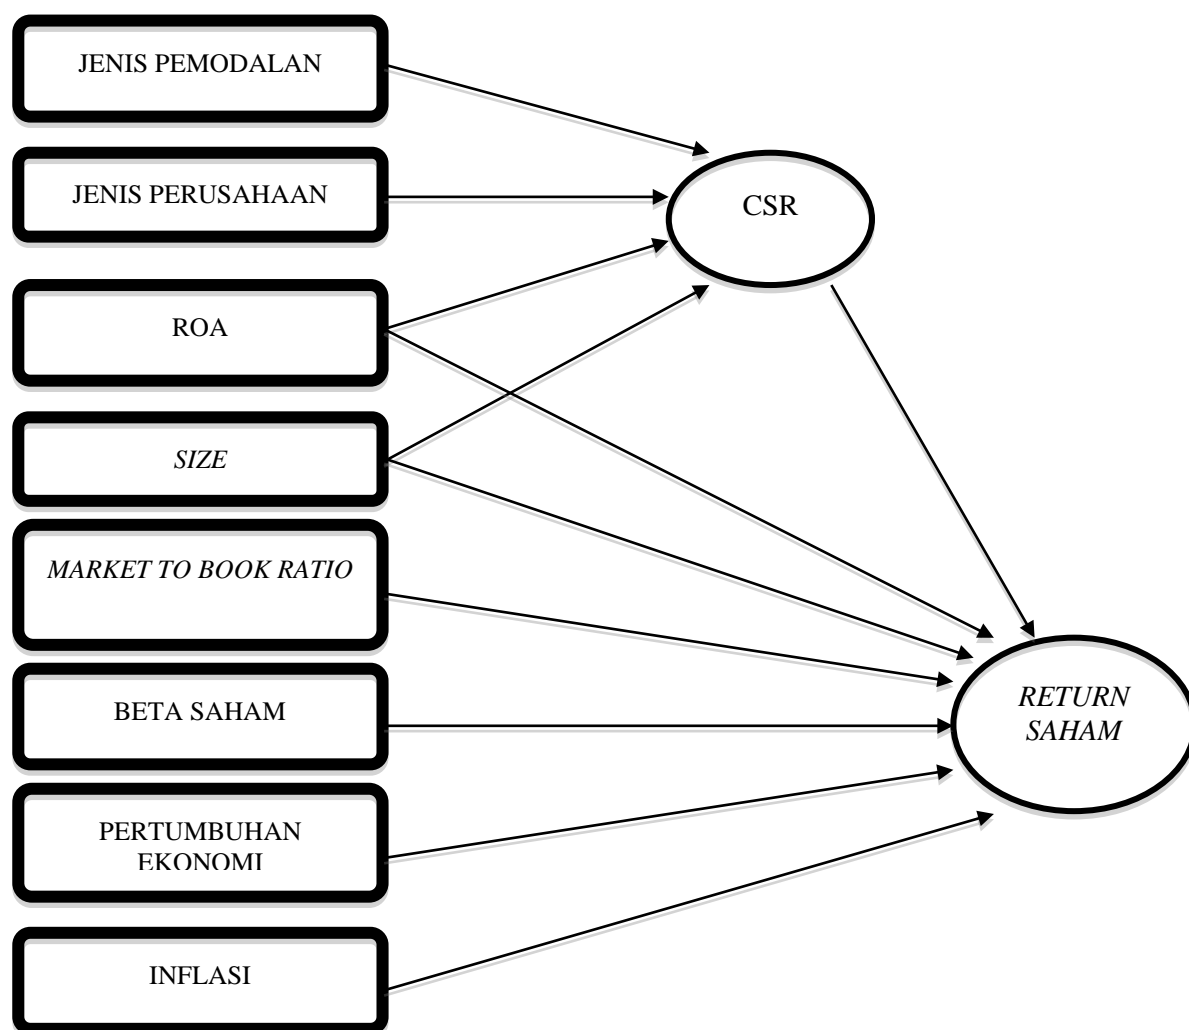 JENIS PEMODALAN
JENIS PERUSAHAAN
CSR
ROA
SIZE
MARKET TO BOOK RATIO
BETA SAHAM
RETURN
SAHAM
PERTUMBUHAN
EKONOMI
INFLASI